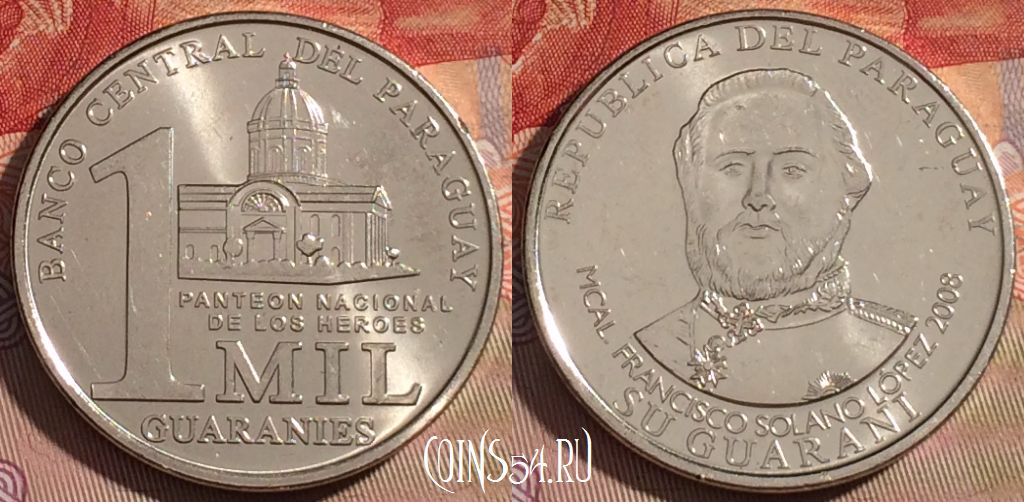 BANCO CENTRAL DEL PARAGUAY
1
PANTEON NACIONAL
DE LOS HEROES
MIL
GUARANIES
REPUBLICA DEL PARAGUAY
MCAL. FRANCISCO SOLANO LOPEZ 2008
SU GUARANI
COINS54.RU